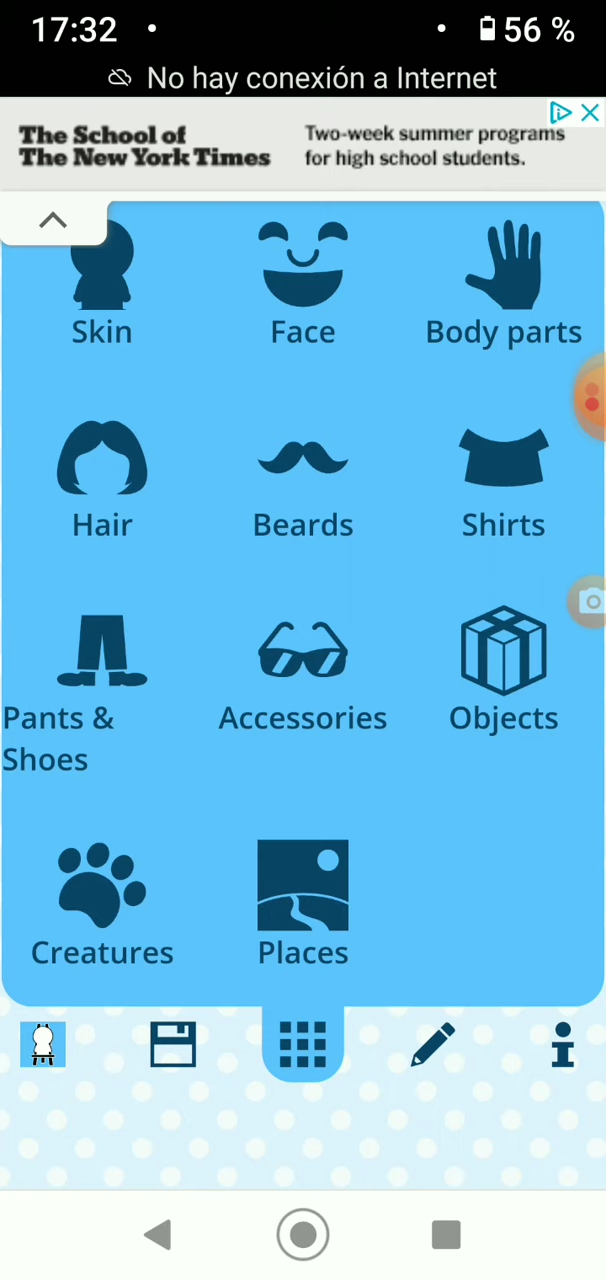 17:32
56 %
No hay conexión a Internet
The School of
The New York Times
Two-week summer programs
for high school students.
Skin
Face
Body parts
Hair
Beards
Shirts
Pants &
Shoes
Accessories
Objects
Creatures
Places